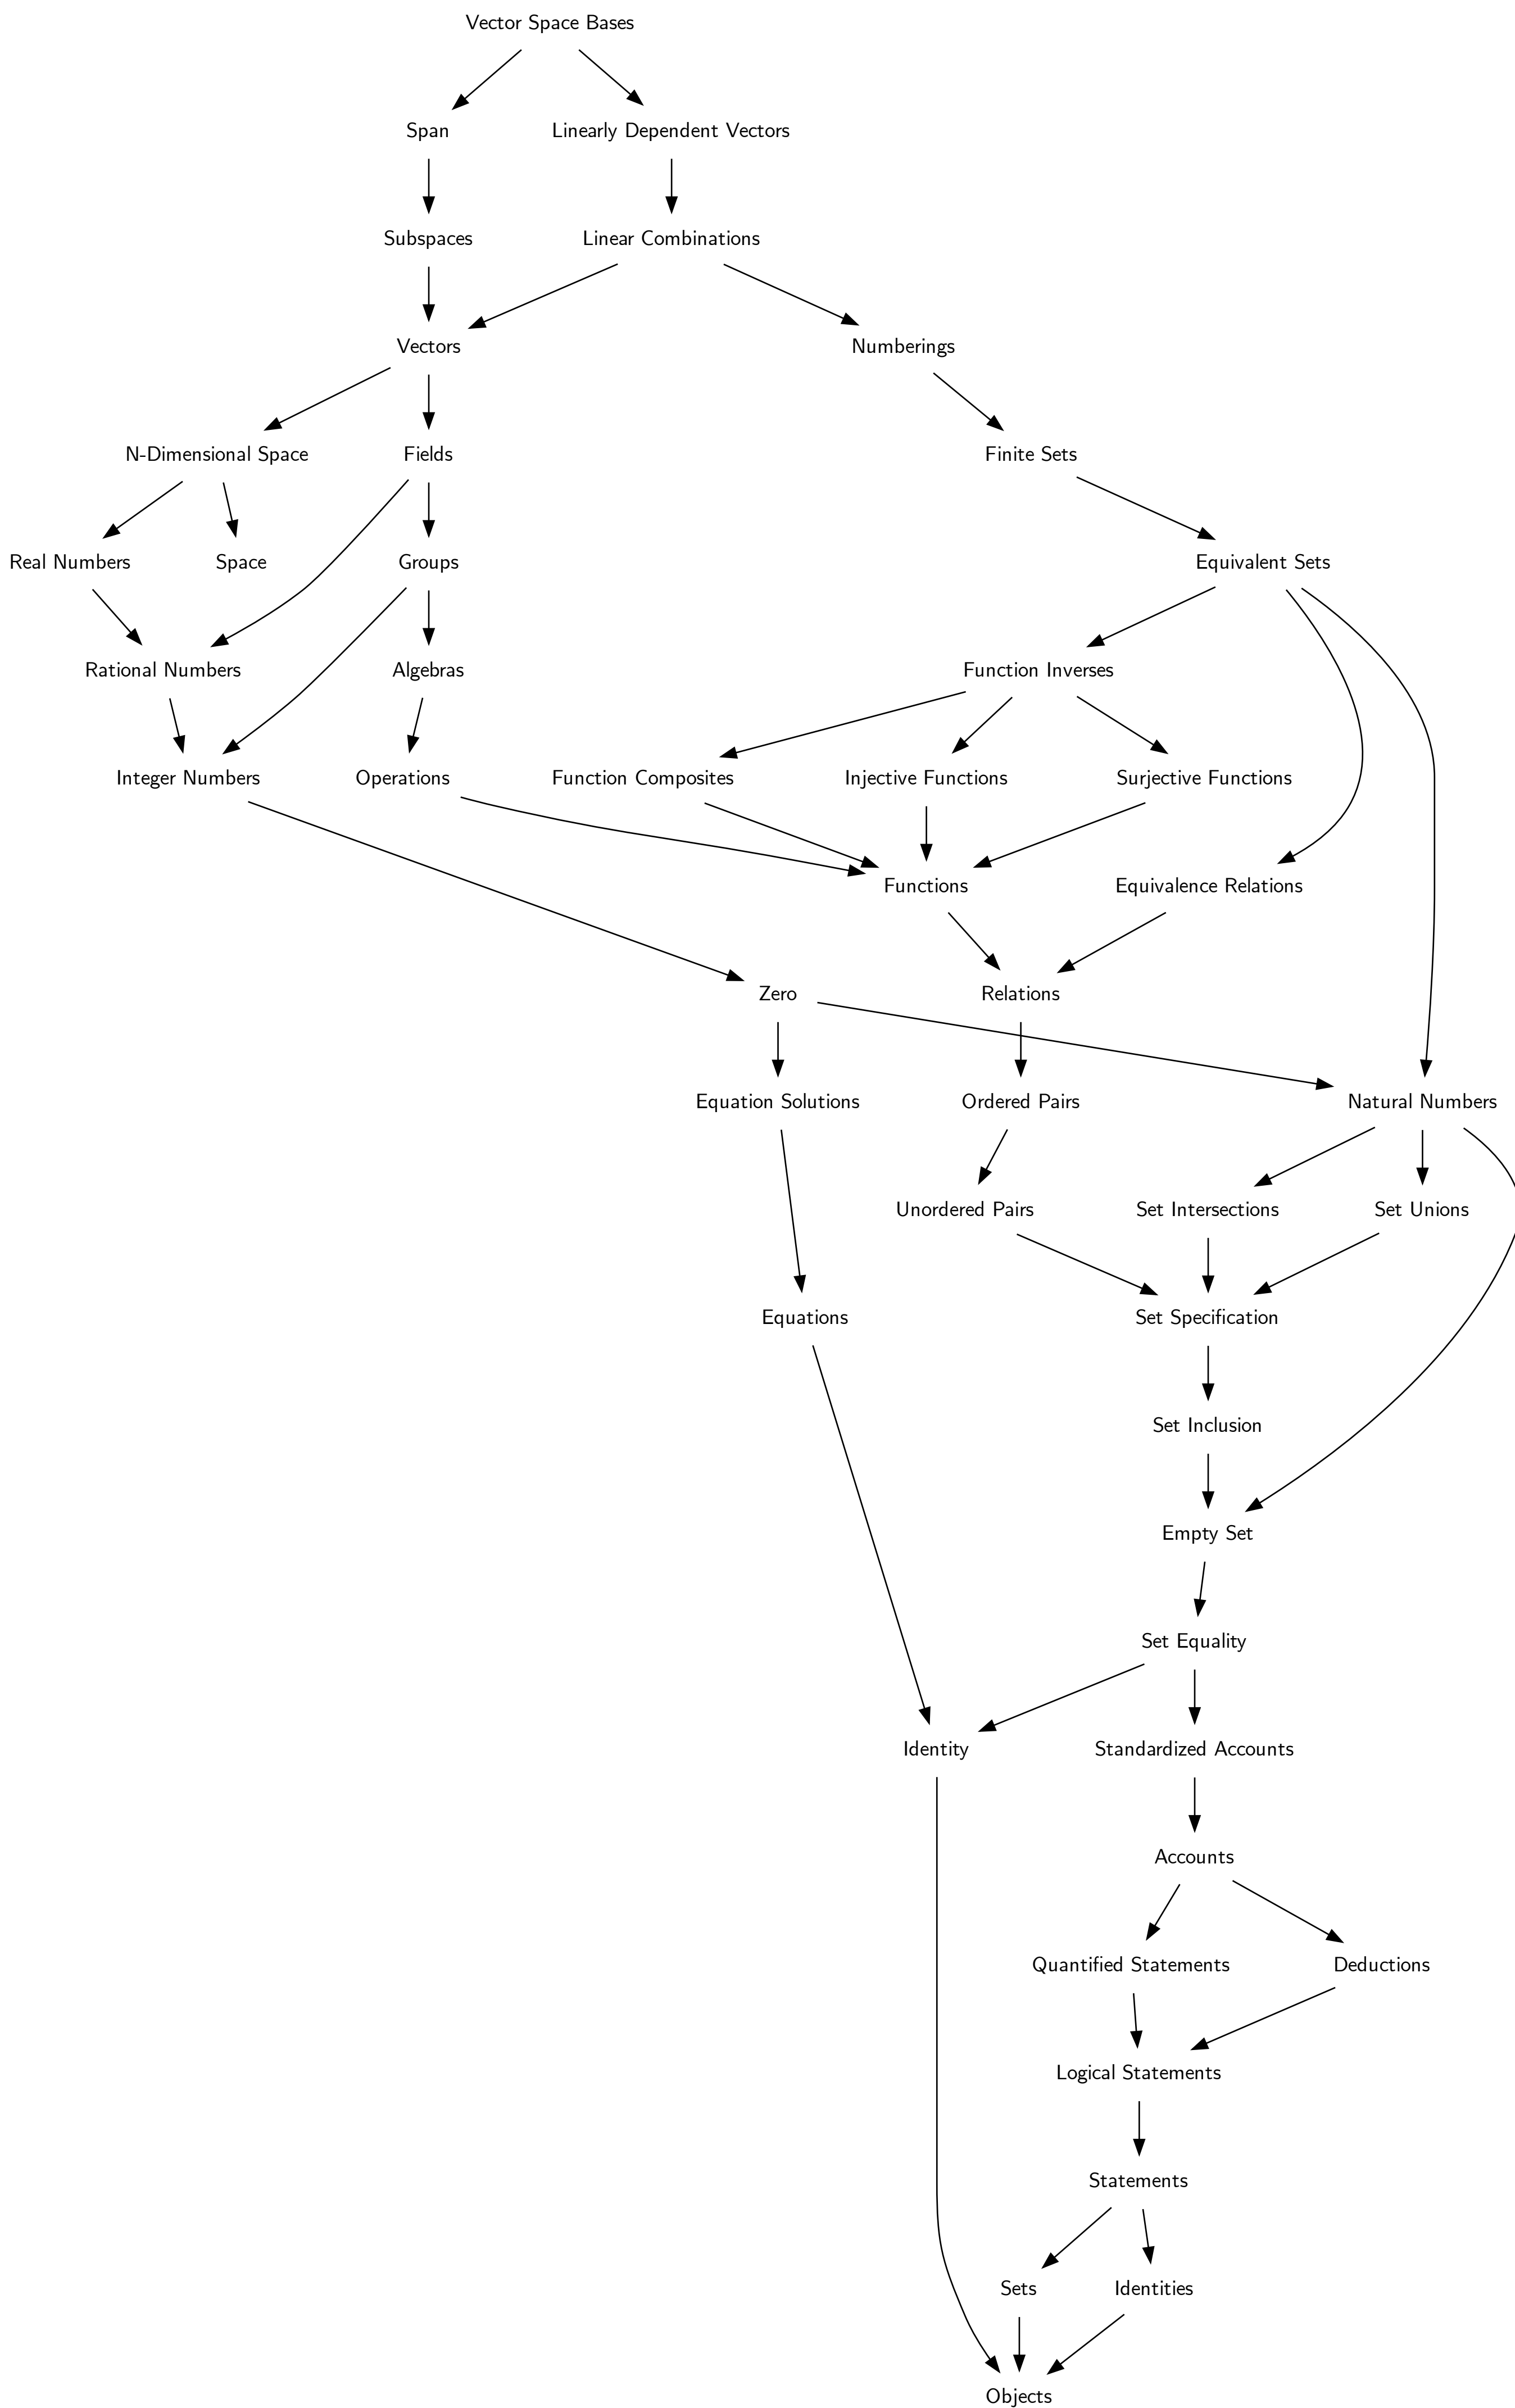 Vector Space Bases
Span
Linearly Dependent Vectors
Subspaces
Linear Combinations
Vectors
Numberings
N-Dimensional Space
Fields
Finite Sets
Real Numbers
Space
Groups
Equivalent Sets
Rational Numbers
Algebras
Function Inverses
Integer Numbers
Operations
Function Composites
Injective Functions
Surjective Functions
Functions
Equivalence Relations
Zero
Relations
Equation Solutions
Ordered Pairs
Natural Numbers
Unordered Pairs
Set Intersections
Set Unions
Equations
Set Specification
Set Inclusion
Empty Set
Set Equality
Identity
Standardized Accounts
Accounts
Quantified Statements
Deductions
Logical Statements
Statements
Sets
Identities
Objects